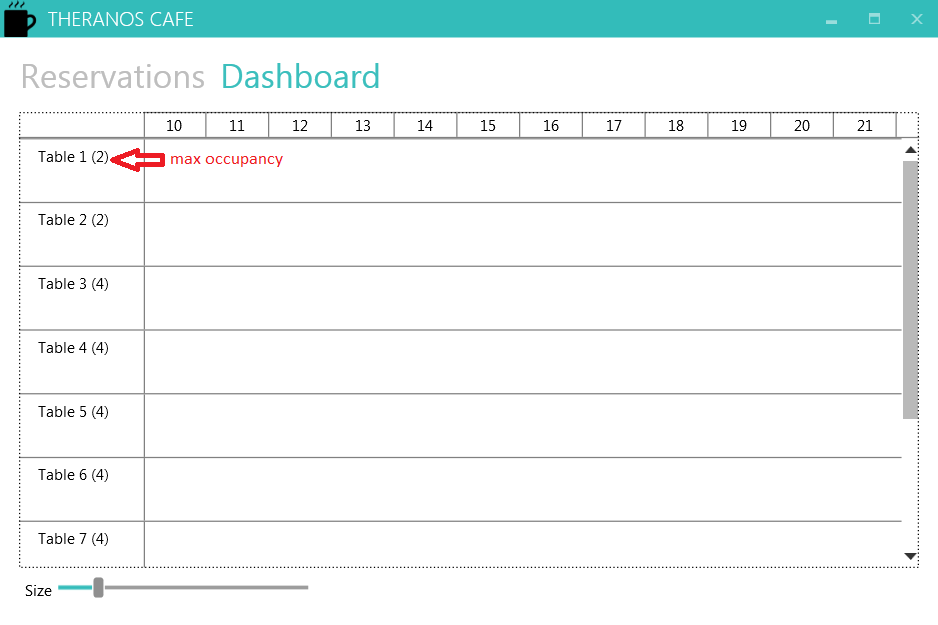 THERANOS CAFE
Reservations Dashboard
10 11 12 13 14 15 16 17 18 19 20 21
Table 1 (2) max occupancy
Table 2 (2)
Table 3 (4)
Table 4 (4)
Table 5 (4)
Table 6 (4)
Table 7 (4)
Size